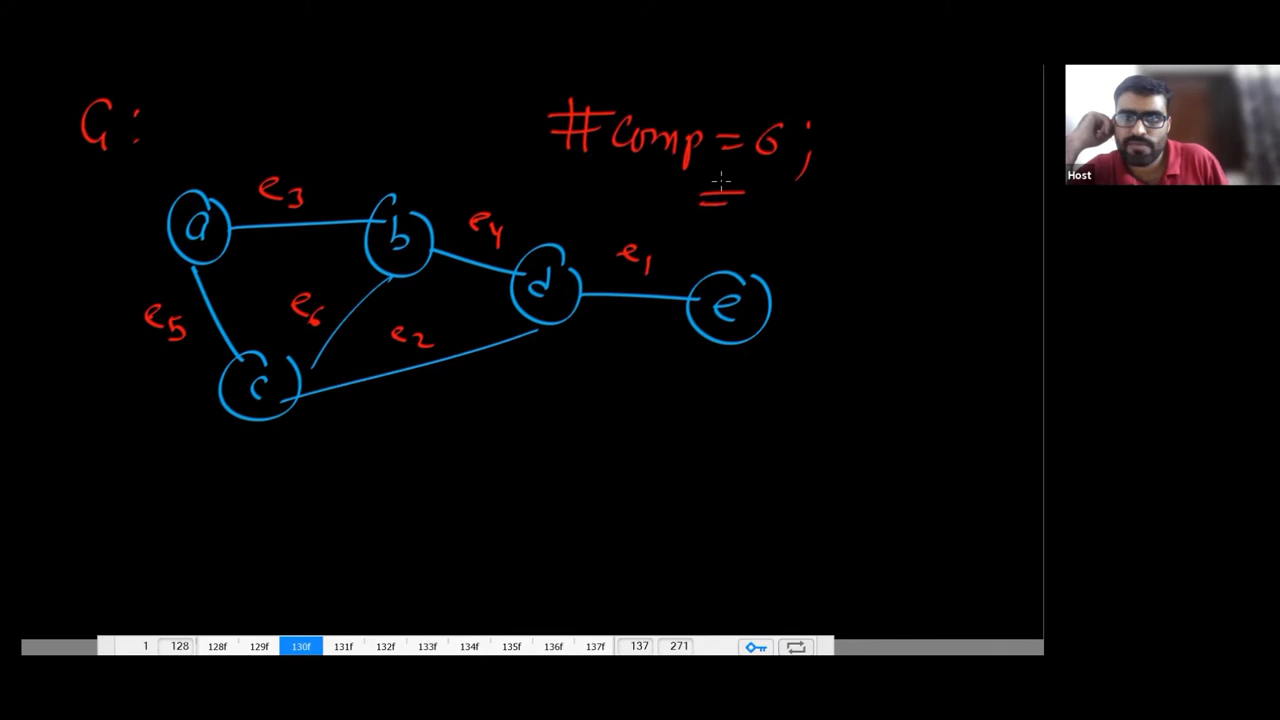 G:
#Comp = 6;
e3
a
b
e4
d
e1
e
e5
e6
e2
c
Host
1 128 128f 129f 130f 131f 132f 133f 134f 135f 136f 137f 137 271